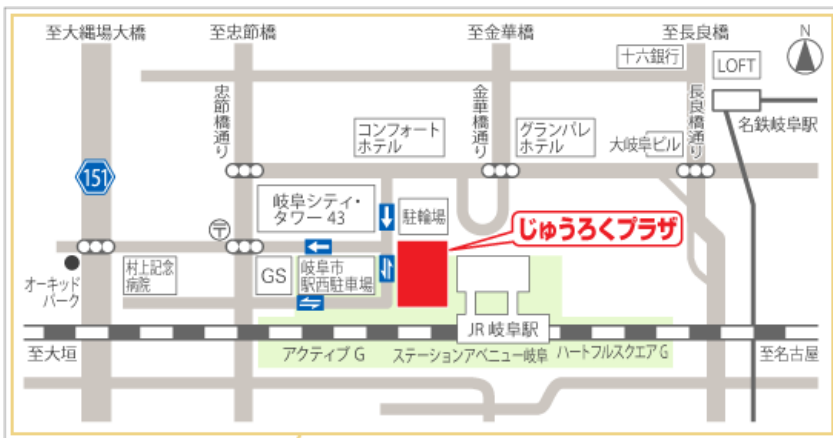 至大縄場大橋
至忠節橋
至金華橋
至長良橋
N
十六銀行
LOFT
忠節橋通り
金華橋通り
長良橋通り
名鉄岐阜駅
コンフォート
ホテル
グランパレ
ホテル
大岐阜ビル
151
岐阜シティ・
タワー43
駐輪場
じゅうろくプラザ
〒
オーキッド
パーク
村上記念
病院
GS
岐阜市
駅西駐車場
JR岐阜駅
至大垣
アクティブG
ステーションアベニュー岐阜
ハートフルスクエアG
至名古屋